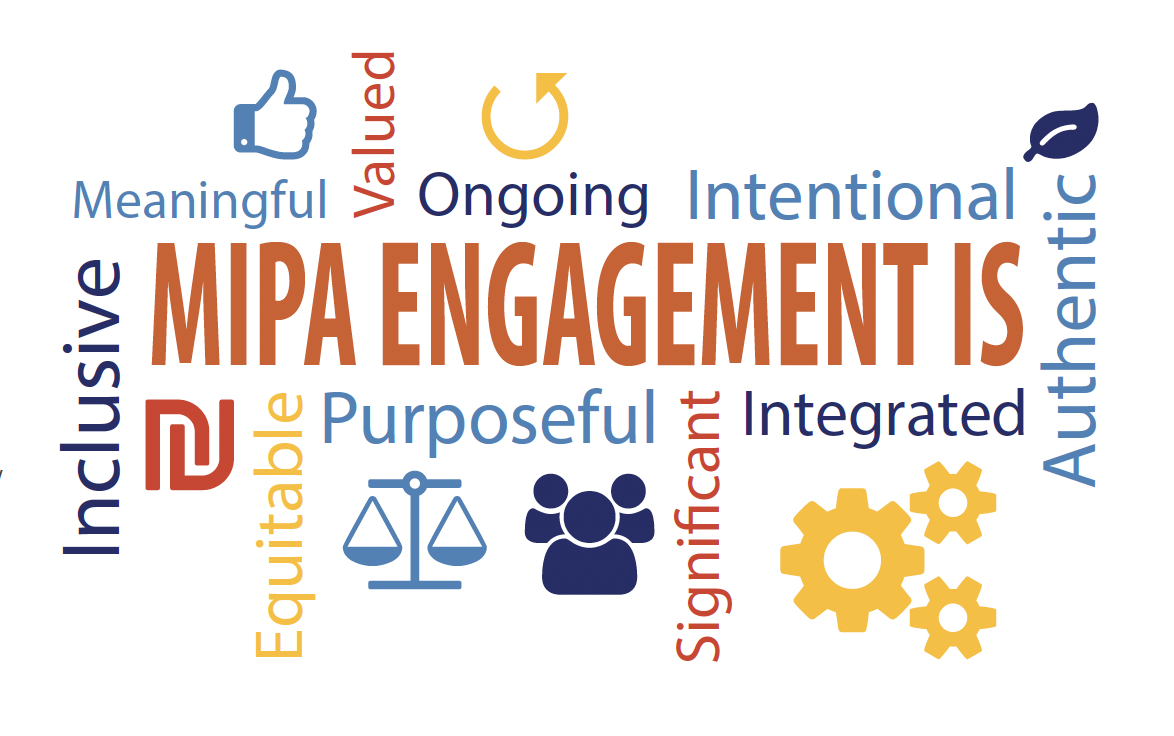 Valued
Meaningful
Ongoing
Intentional
Authentic
Inclusive
MIPA ENGAGEMENT IS
Equitable
Purposeful
Significant
Integrated